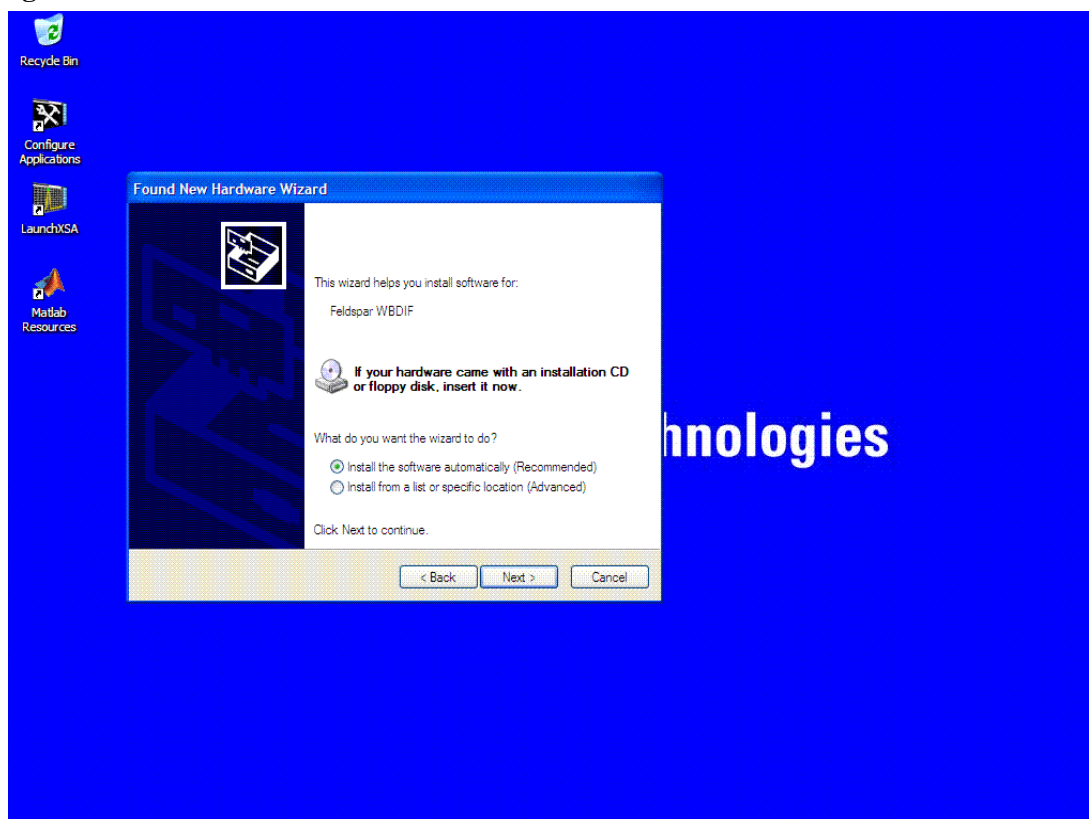 Recycle Bin
Configure
Applications
LaunchXSA
Matlab
Resources
Found New Hardware Wizard
This wizard helps you install software for:
Feldspar WBDIF
If your hardware came with an installation CD
or floppy disk, insert it now.
What do you want the wizard to do?
Install the software automatically (Recommended)
Install from a list or specific location (Advanced)
Click Next to continue.
< Back
Next >
Cancel
hnologies